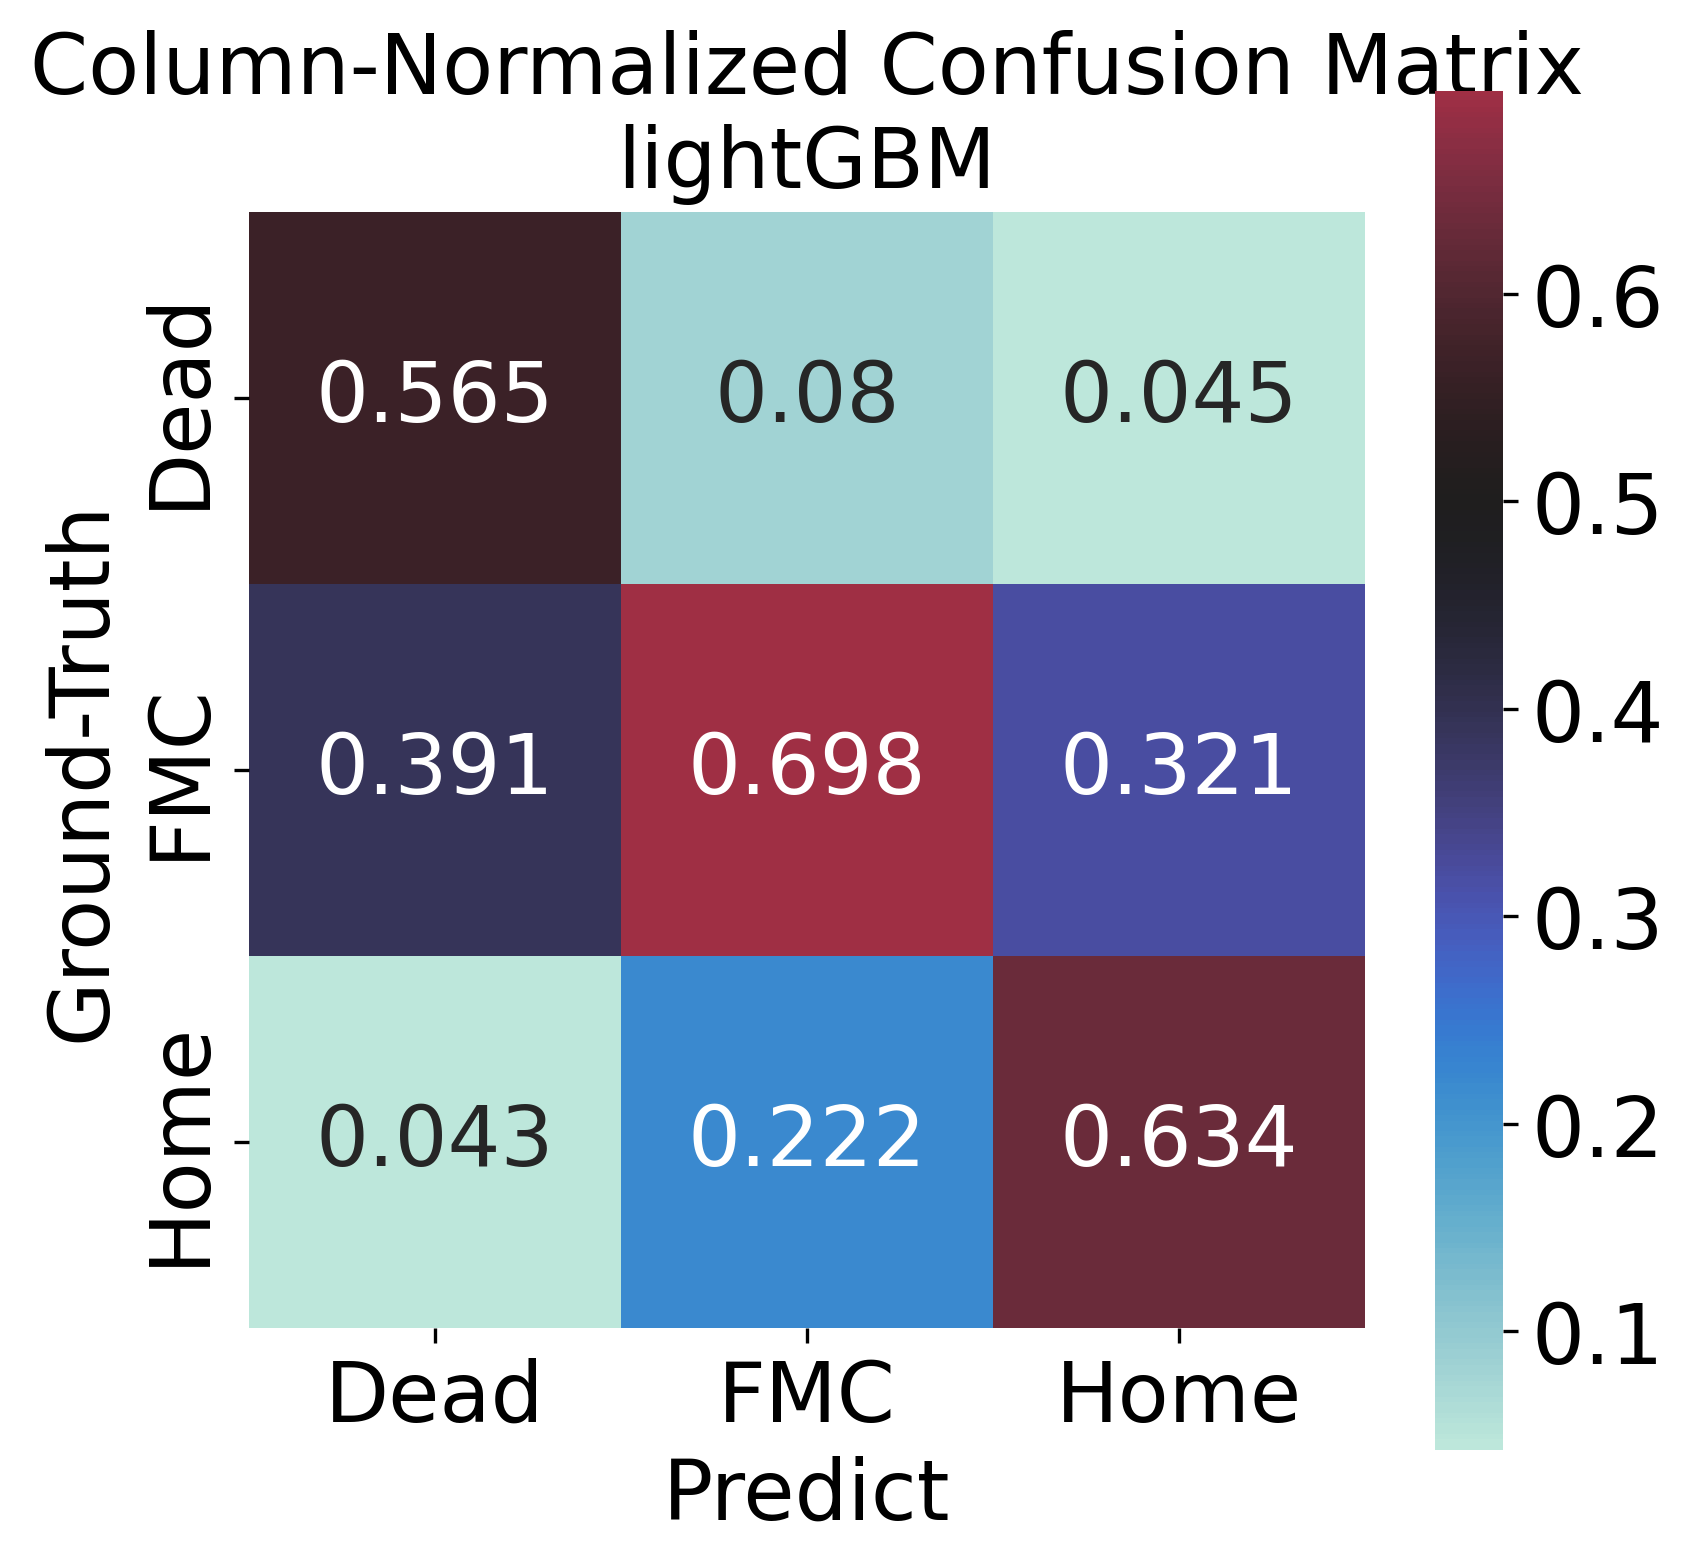 Column-Normalized Confusion Matrix
lightGBM
Ground-Truth
Dead
0.565 0.08 0.045
FMC
0.391 0.698 0.321
Home
0.043 0.222 0.634
Dead FMC Home
Predict
0.6
0.5
0.4
0.3
0.2
0.1